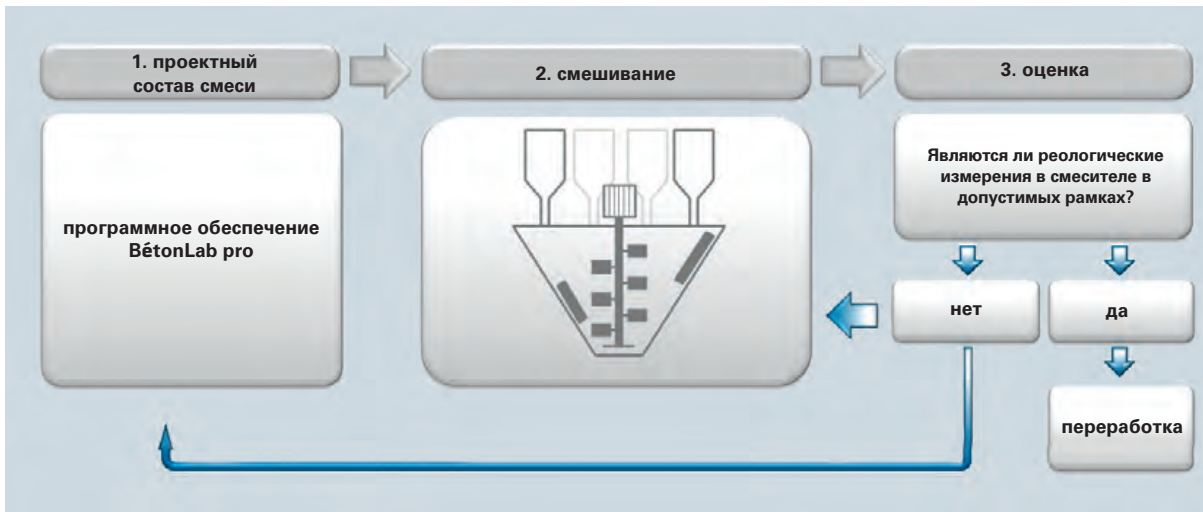 1. проектный
состав смеси
2. смешивание
3. оценка
программное обеспечение
BétonLab pro
Являются ли реологические
измерения в смесителе в
допустимых рамках?
нет
да
переработка